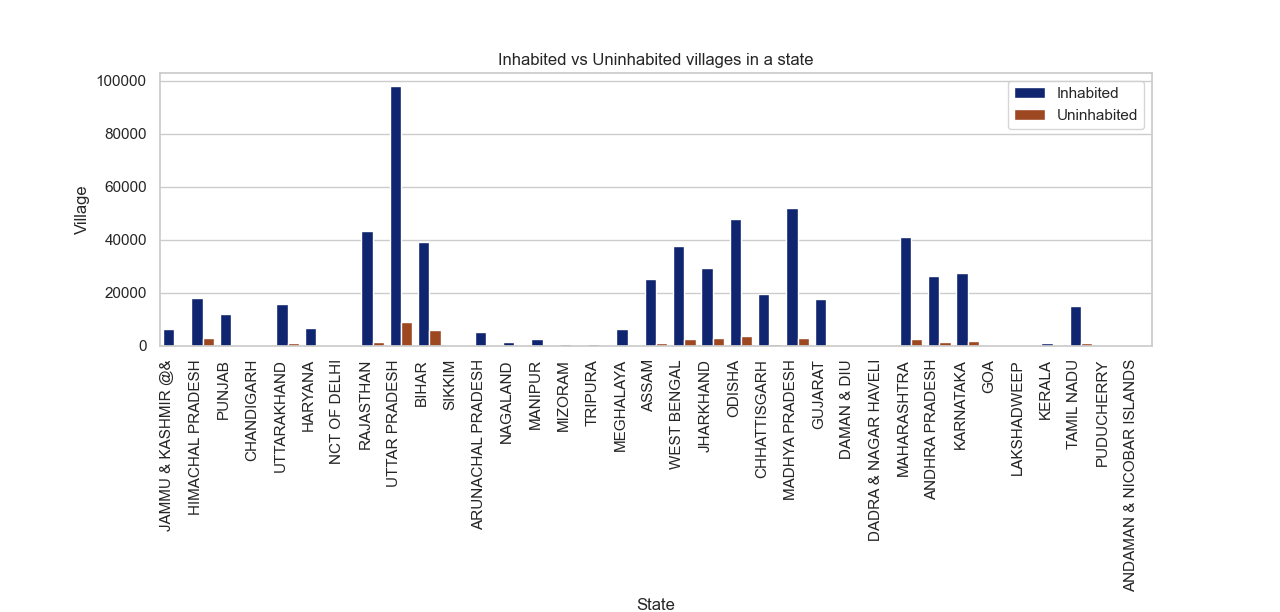 Inhabited vs Uninhabited villages in a state
100000
80000
60000
40000
20000
0
Village
Inhabited
Uninhabited
JAMMU & KASHMIR @&
HIMACHAL PRADESH
PUNJAB
CHANDIGARH
UTTARAKHAND
HARYANA
NCT OF DELHI
RAJASTHAN
UTTAR PRADESH
BIHAR
SIKKIM
ARUNACHAL PRADESH
NAGALAND
MANIPUR
MIZORAM
TRIPURA
MEGHALAYA
ASSAM
WEST BENGAL
JHARKHAND
ODISHA
CHHATTISGARH
MADHYA PRADESH
GUJARAT
DAMAN & DIU
DADRA & NAGAR HAVELI
MAHARASHTRA
ANDHRA PRADESH
KARNATAKA
GOA
LAKSHADWEEP
KERALA
TAMIL NADU
PUDUCHERRY
ANDAMAN & NICOBAR ISLANDS
State